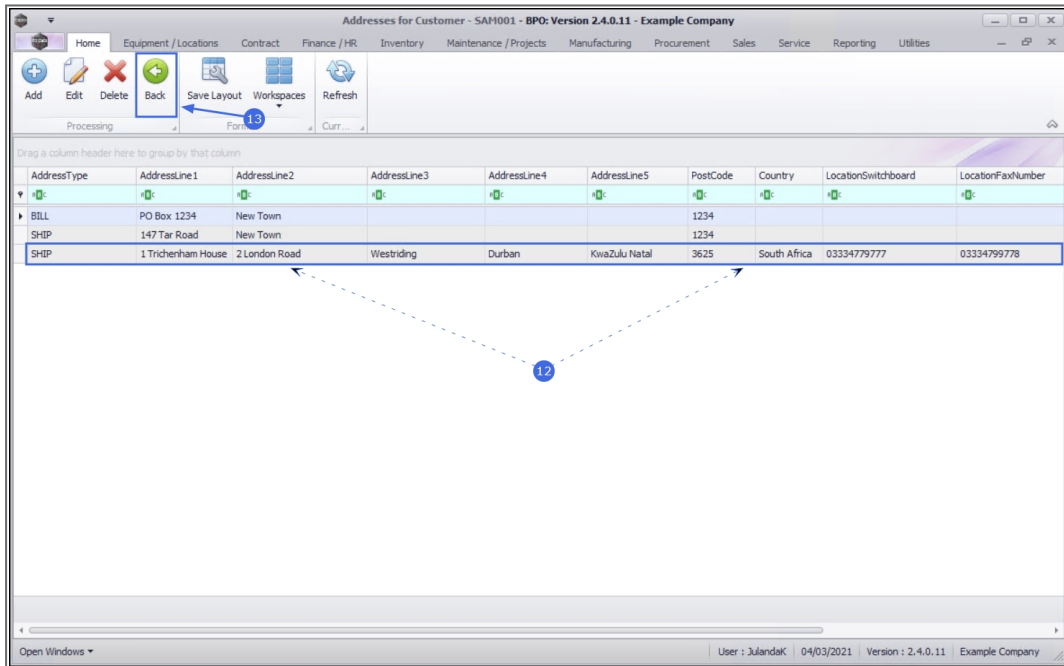 Addresses for Customer - SAM001 - BPO: Version 2.4.0.11 - Example Company
Home Equipment / Locations Contract Finance / HR Inventory Maintenance / Projects Manufacturing Procurement Sales Service Reporting Utilities
Add Edit Delete Back Save Layout Workspaces Refresh
13
Processing Form Curr...
Drag a column header here to group by that column
AddressType AddressLine1 AddressLine2 AddressLine3 AddressLine4 AddressLine5 PostCode Country LocationSwitchboard LocationFaxNumber
BILL PO Box 1234 New Town 1234
SHIP 147 Tar Road New Town 1234
SHIP 1 Trichenham House 2 London Road Westriding Durban KwaZulu Natal 3625 South Africa 03334779777 03334799778
12
Open Windows User : JulandaK 04/03/2021 Version : 2.4.0.11 Example Company